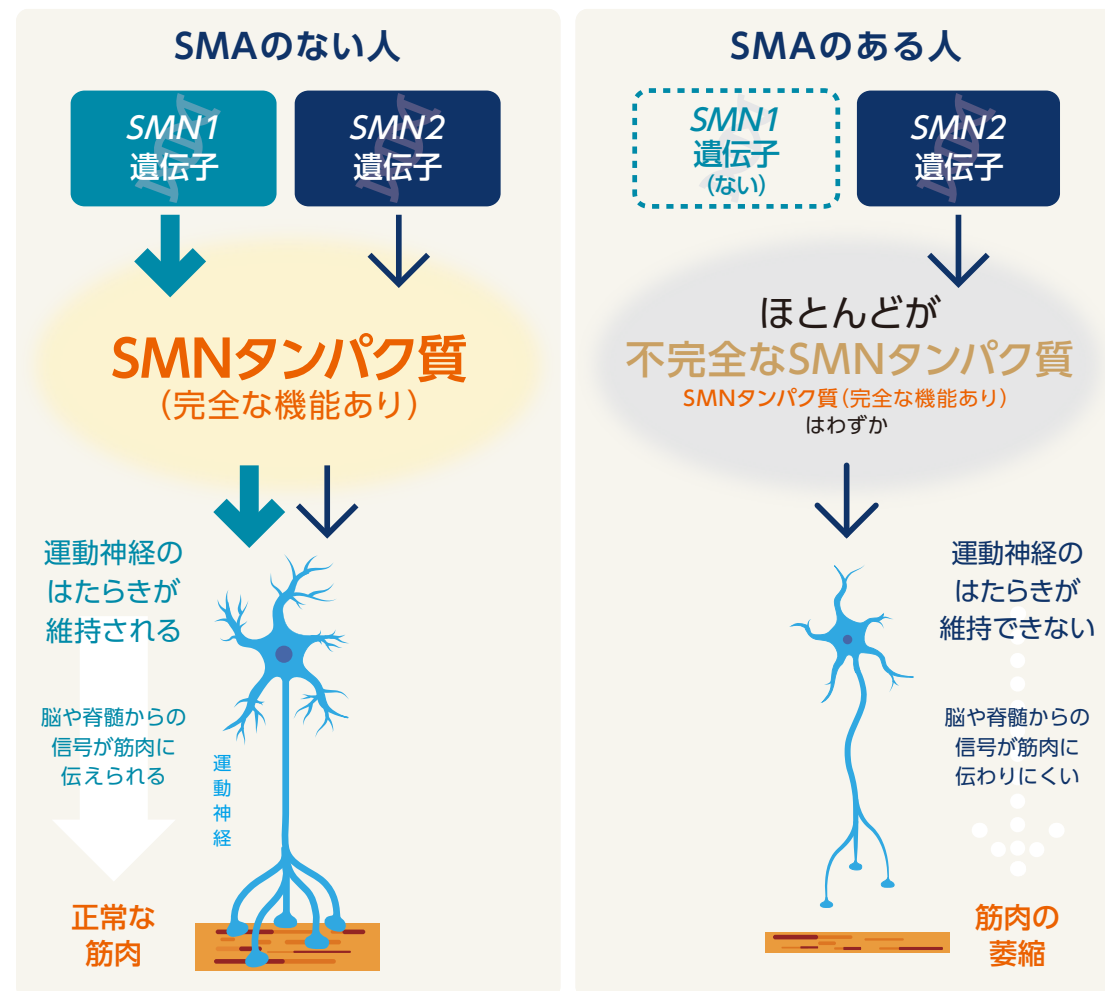 SMAのない人
SMN1
遺伝子
SMN2
遺伝子
SMNタンパク質
（完全な機能あり）
運動神経の
はたらきが
維持される
脳や脊髄からの
信号が筋肉に
伝えられる
運動神経
正常な
筋肉
SMAのある人
SMN1
遺伝子
（ない）
SMN2
遺伝子
ほとんどが
不完全なSMNタンパク質
SMNタンパク質（完全な機能あり）
はわずか
運動神経の
はたらきが
維持できない
脳や脊髄からの
信号が筋肉に
伝わりにくい
筋肉の
萎縮